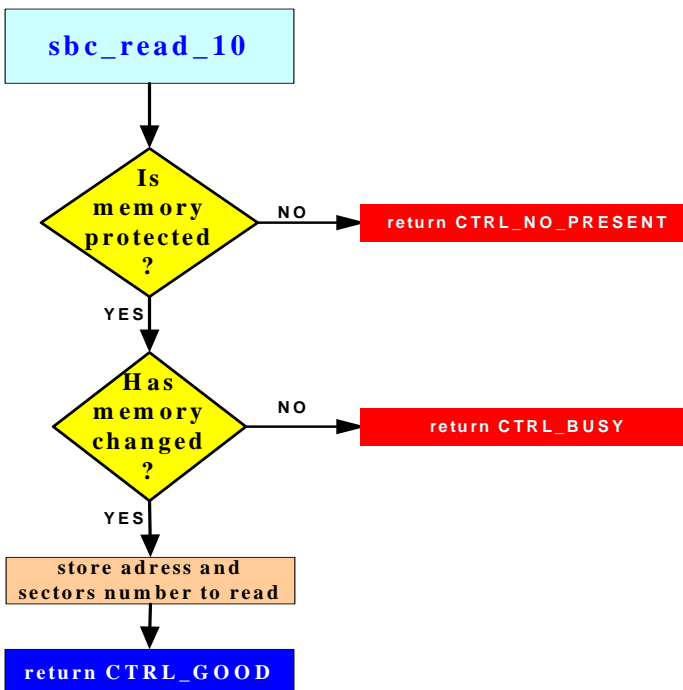 sbc_read_10
Is
memory
protected
?
NO
return CTRL_NO_PRESENT
YES
Has
memory
changed
?
NO
return CTRL_BUSY
YES
store adress and
sectors number to read
return CTRL_GOOD